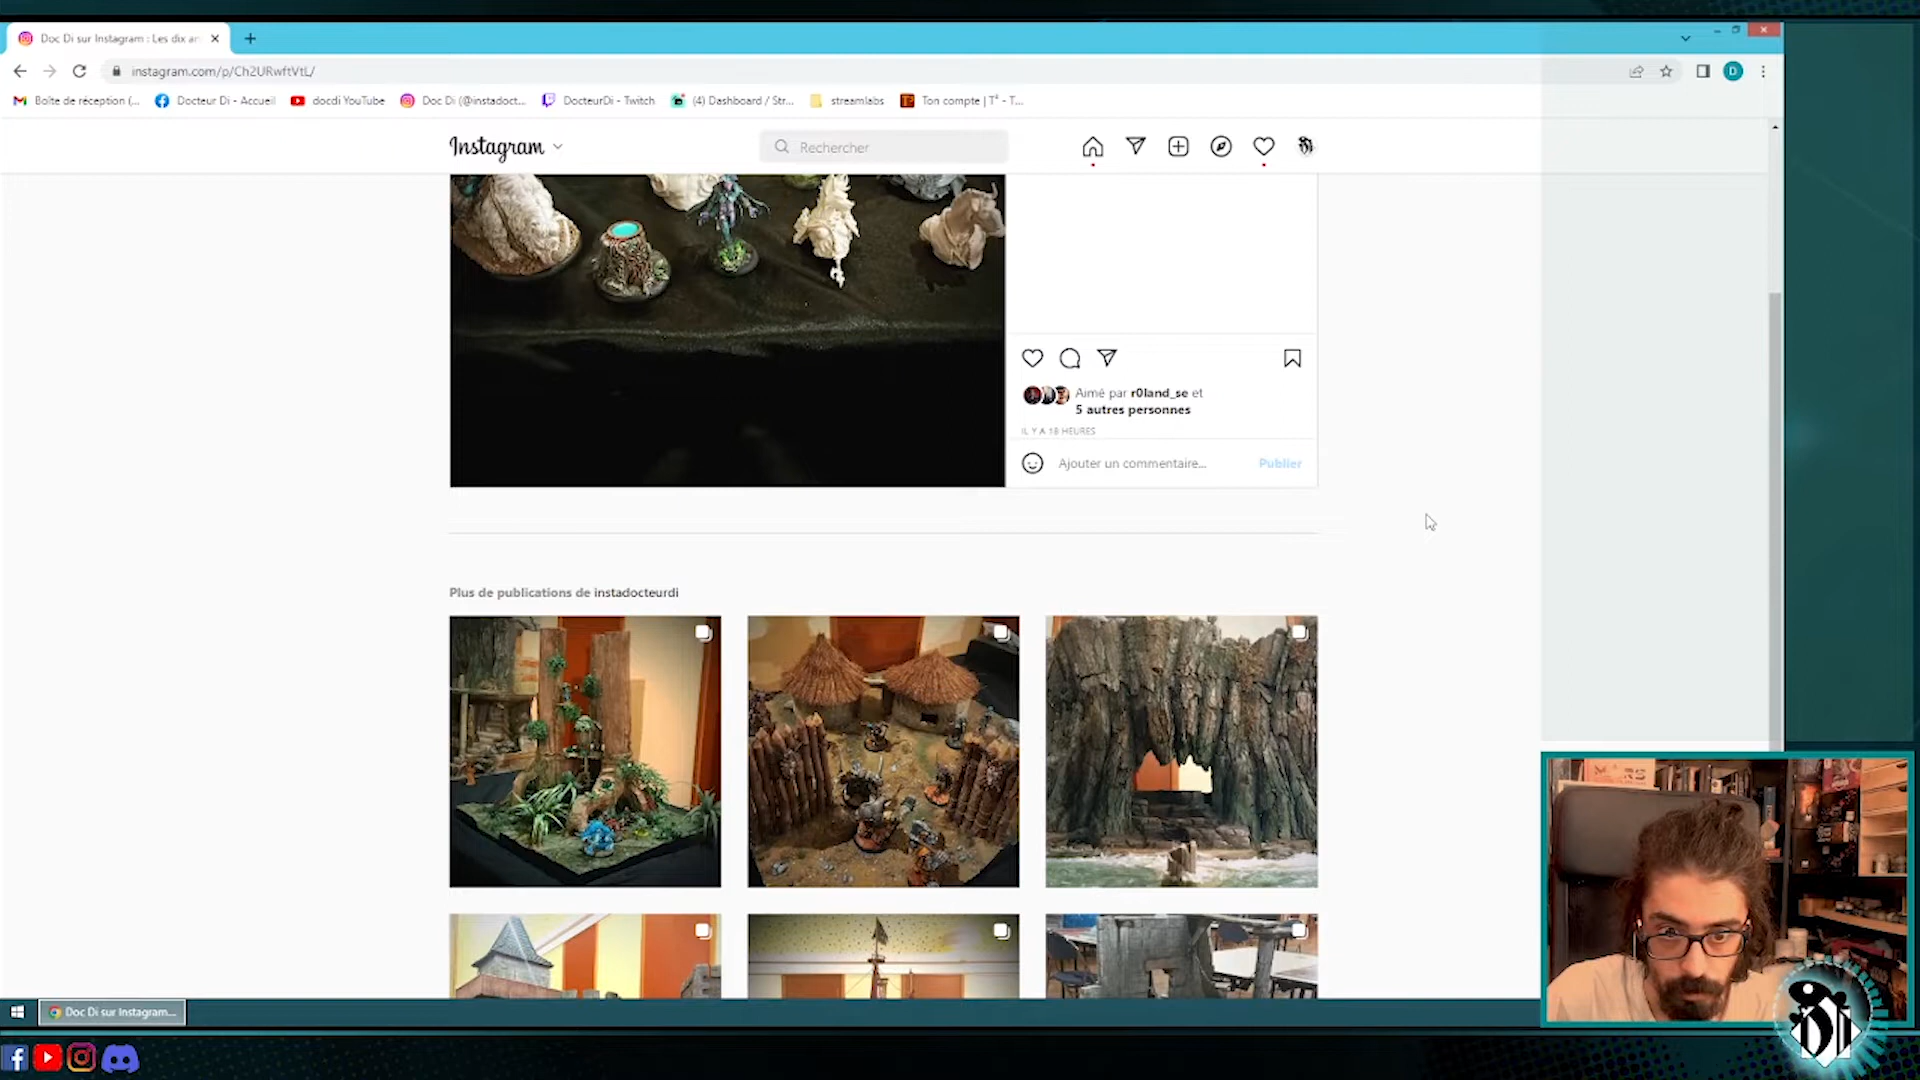 Doc Di sur Instagram : Les dix an
instagram.com/p/Ch2URwftVtL/
Boîte de réception (...
Docteur Di - Accueil
docdi YouTube
Doc Di (@instadoct...
DocteurDi - Twitch
(4) Dashboard / Str...
streamlabs
Ton compte | T² - T...
Instagram
Rechercher
Aimé par r0land_se et
5 autres personnes
IL Y A 18 HEURES
Ajouter un commentaire...
Publier
Plus de publications de instadocteurdi
Doc Di sur Instagram...